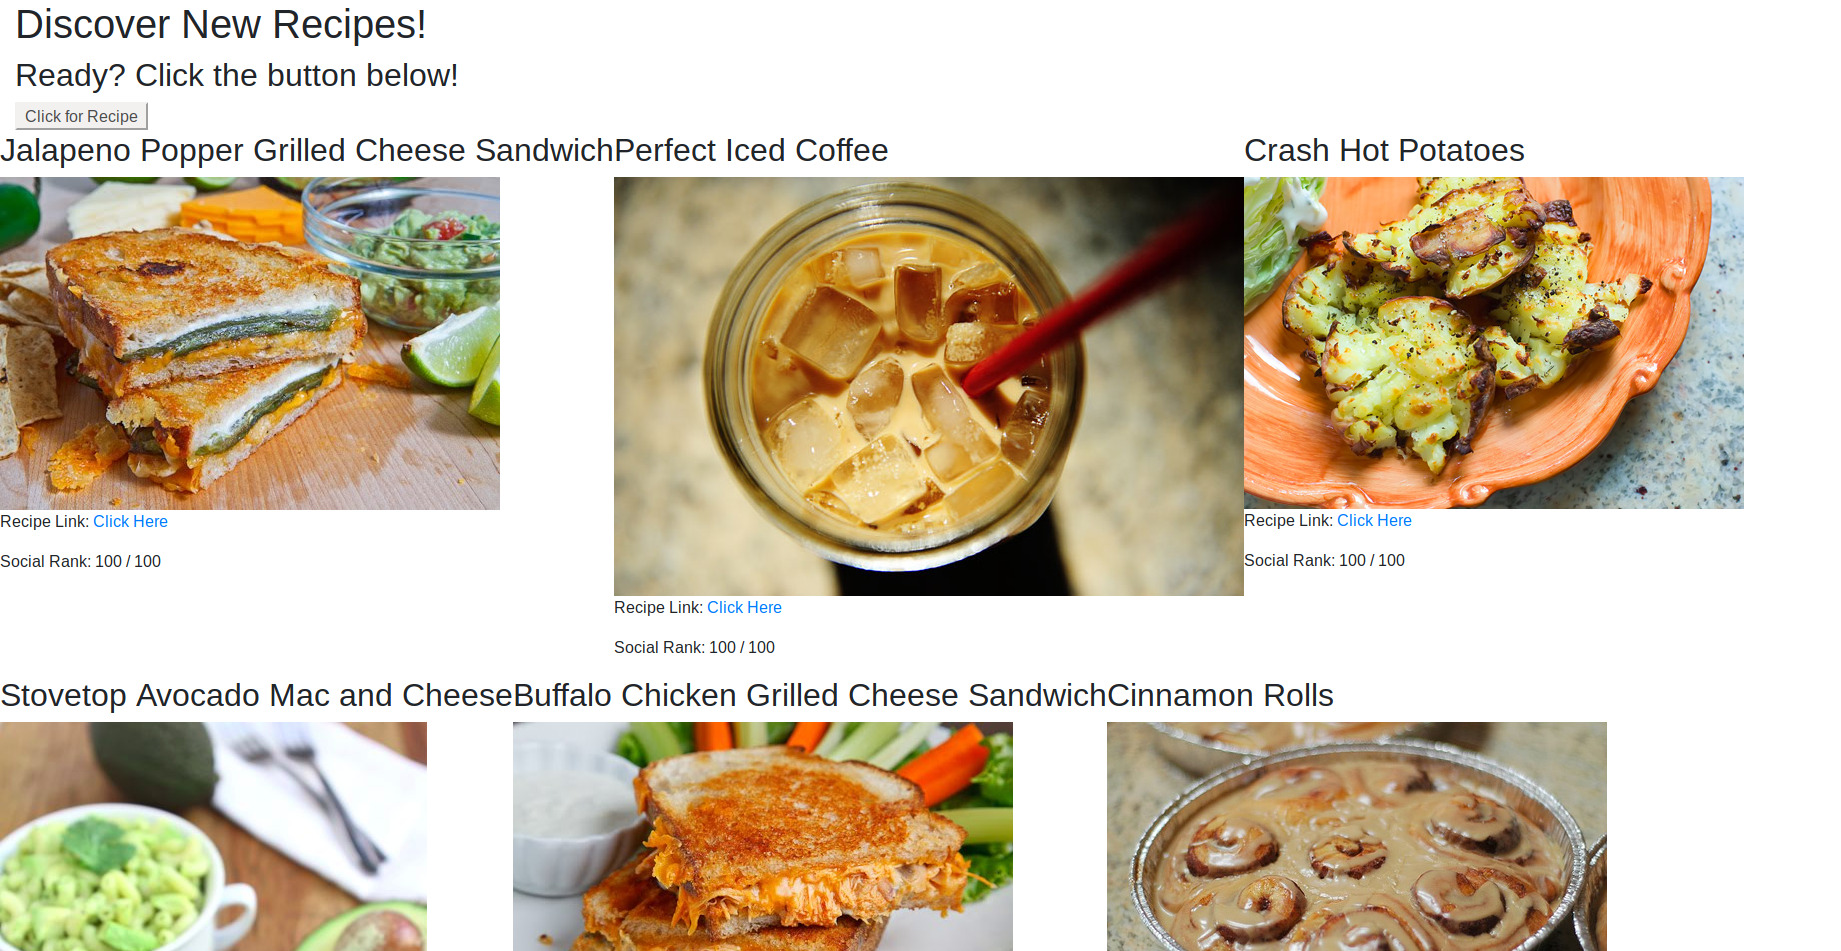 Discover New Recipes!
Ready? Click the button below!
Click for Recipe
Jalapeno Popper Grilled Cheese Sandwich
Perfect Iced Coffee
Crash Hot Potatoes
Recipe Link: Click Here
Social Rank: 100 / 100
Recipe Link: Click Here
Social Rank: 100 / 100
Recipe Link: Click Here
Social Rank: 100 / 100
Stovetop Avocado Mac and Cheese
Buffalo Chicken Grilled Cheese Sandwich
Cinnamon Rolls